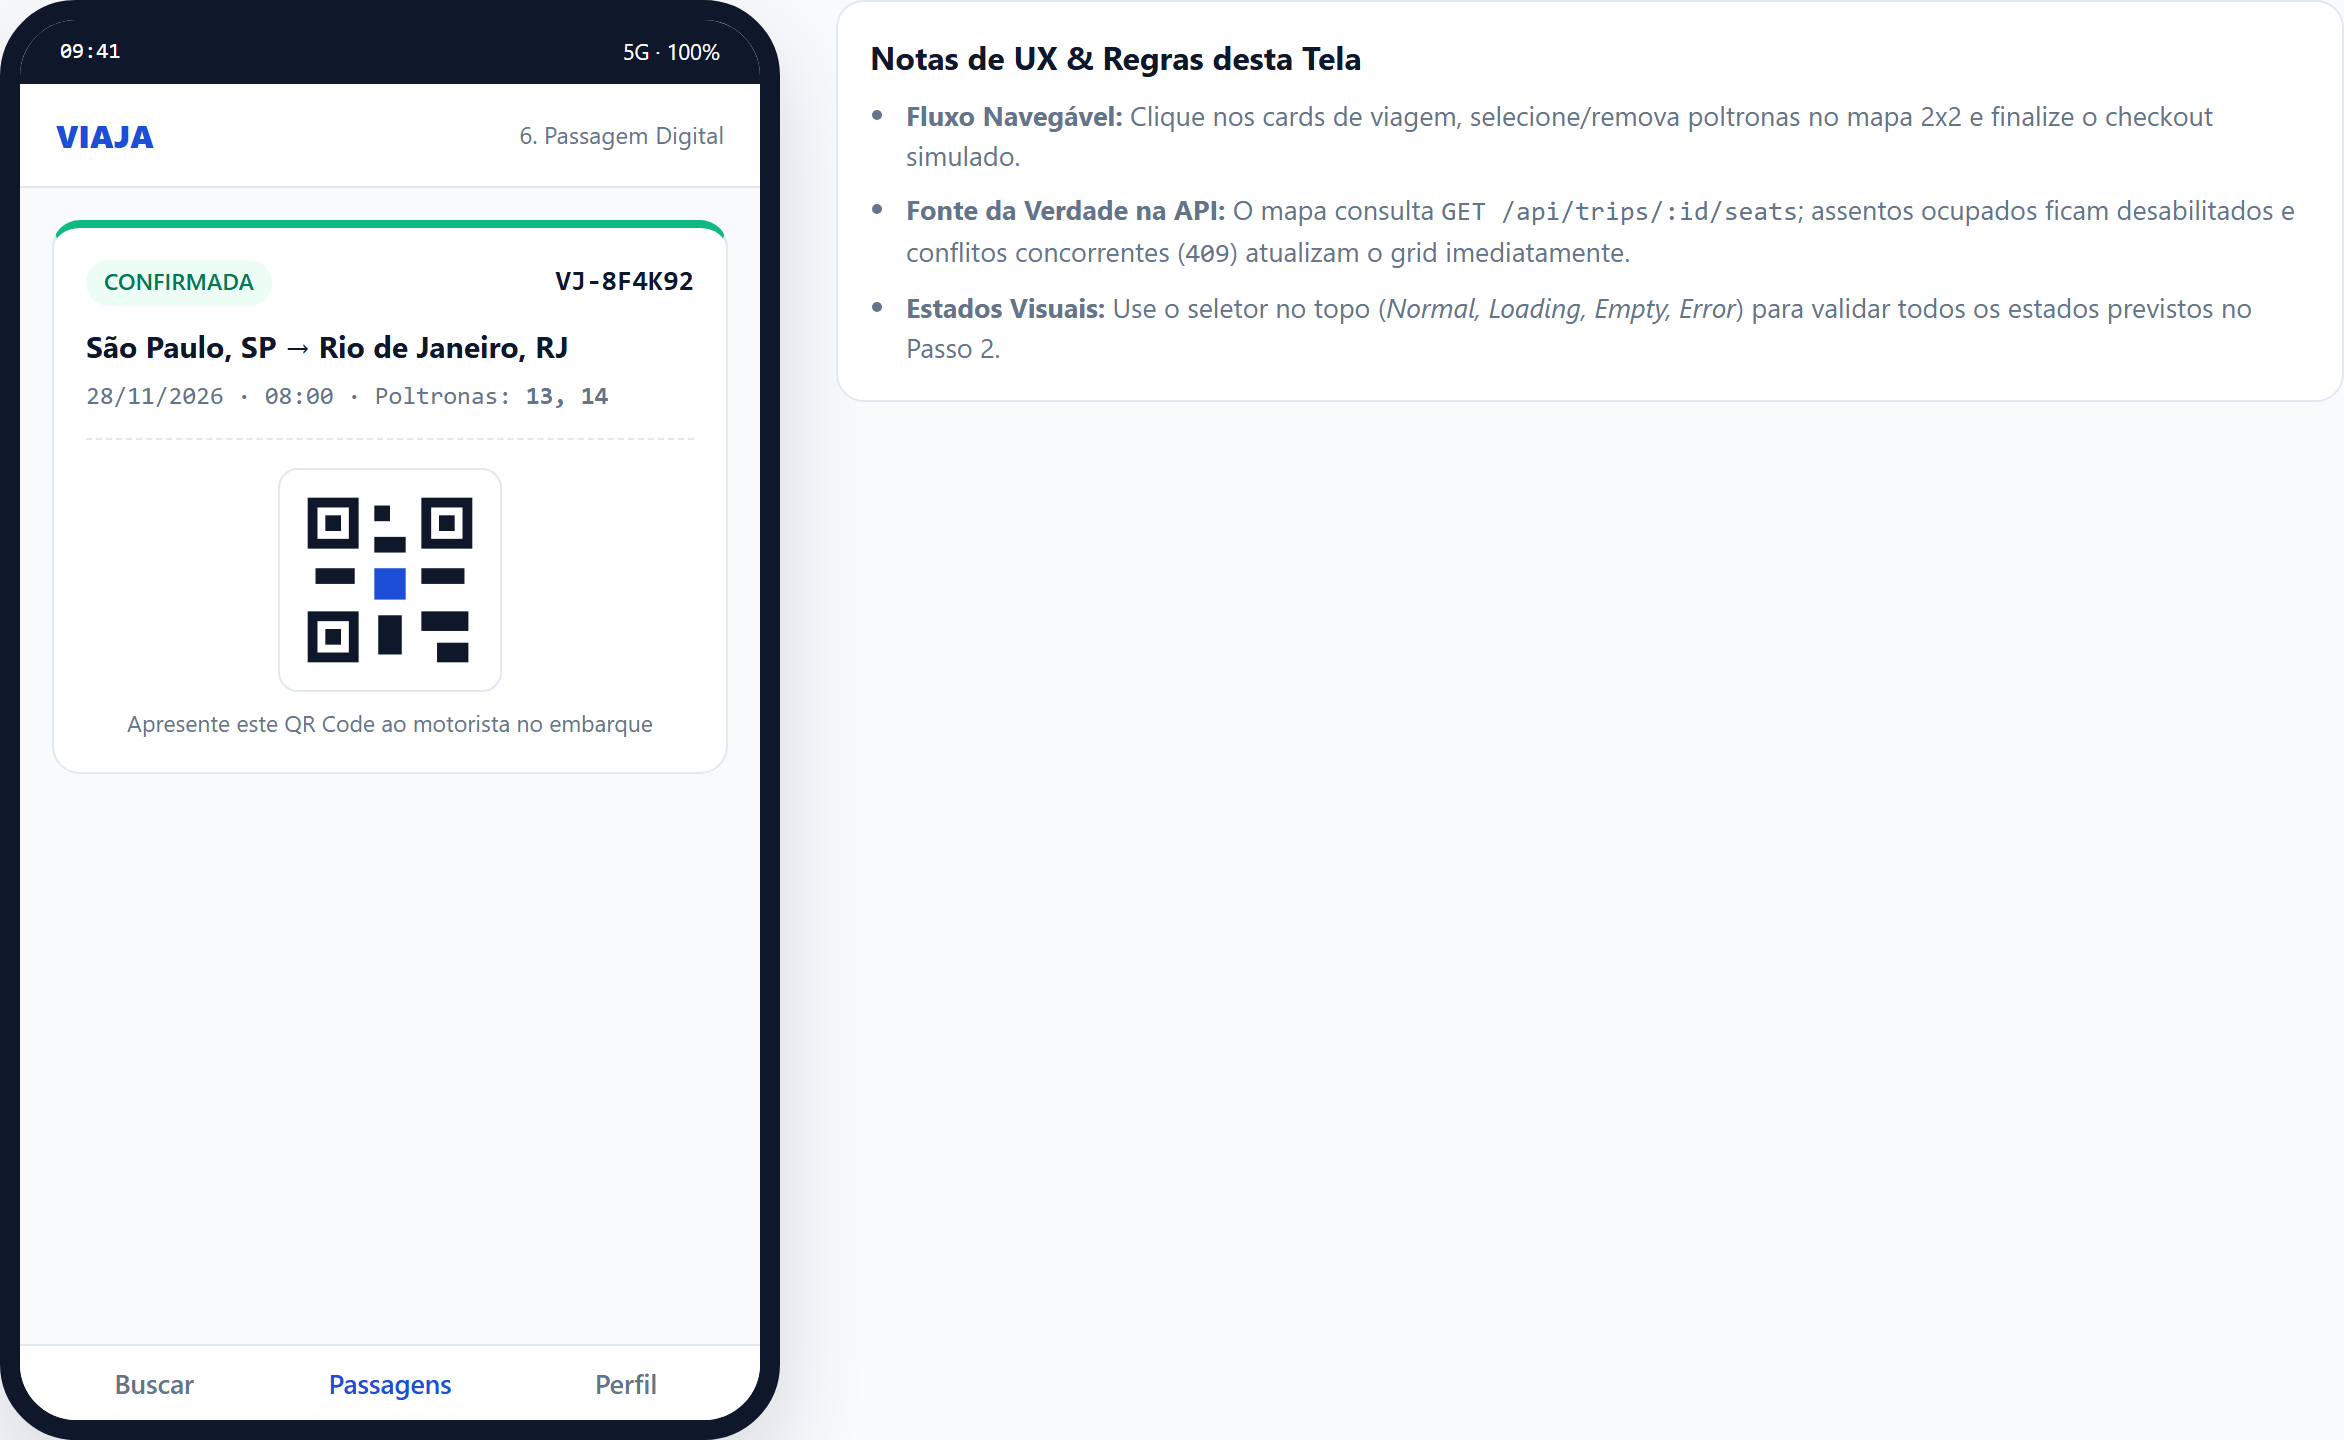 09:41
5G · 100%
VIAJA
6. Passagem Digital
CONFIRMADA
VJ-8F4K92
São Paulo, SP → Rio de Janeiro, RJ
28/11/2026 · 08:00 · Poltronas: 13, 14
Apresente este QR Code ao motorista no embarque
Buscar
Passagens
Perfil
Notas de UX & Regras desta Tela
• Fluxo Navegável: Clique nos cards de viagem, selecione/remova poltronas no mapa 2x2 e finalize o checkout
simulado.
• Fonte da Verdade na API: O mapa consulta GET /api/trips/:id/seats; assentos ocupados ficam desabilitados e
conflitos concorrentes (409) atualizam o grid imediatamente.
• Estados Visuais: Use o seletor no topo (Normal, Loading, Empty, Error) para validar todos os estados previstos no
Passo 2.